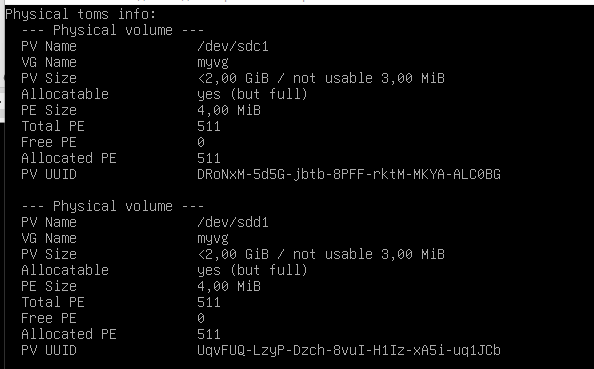 Physical toms info:
--- Physical volume ---
PV Name /dev/sdc1
VG Name myvg
PV Size <2,00 GiB / not usable 3,00 MiB
Allocatable yes (but full)
PE Size 4,00 MiB
Total PE 511
Free PE 0
Allocated PE 511
PV UUID DRoNxM-5d5G-jbtb-8PFF-rktM-MKYA-ALC0BG
--- Physical volume ---
PV Name /dev/sdd1
VG Name myvg
PV Size <2,00 GiB / not usable 3,00 MiB
Allocatable yes (but full)
PE Size 4,00 MiB
Total PE 511
Free PE 0
Allocated PE 511
PV UUID UqvFUQ-LzyP-Dzch-8vuI-H1Iz-xA5i-uq1JCb